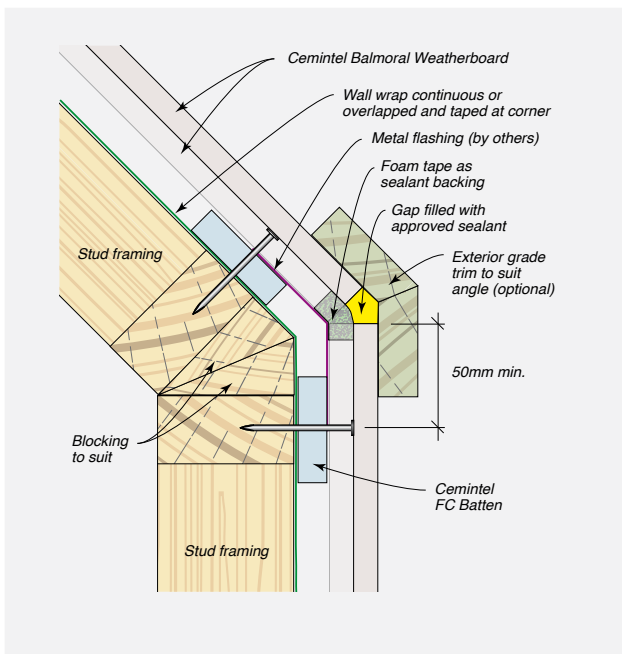 Cemintel Balmoral Weatherboard
Wall wrap continuous or
overlapped and taped at corner
Metal flashing (by others)
Foam tape as
sealant backing
Gap filled with
approved sealant
Stud framing
Exterior grade
trim to suit
angle (optional)
50mm min.
Blocking
to suit
Cemintel
FC Batten
Stud framing